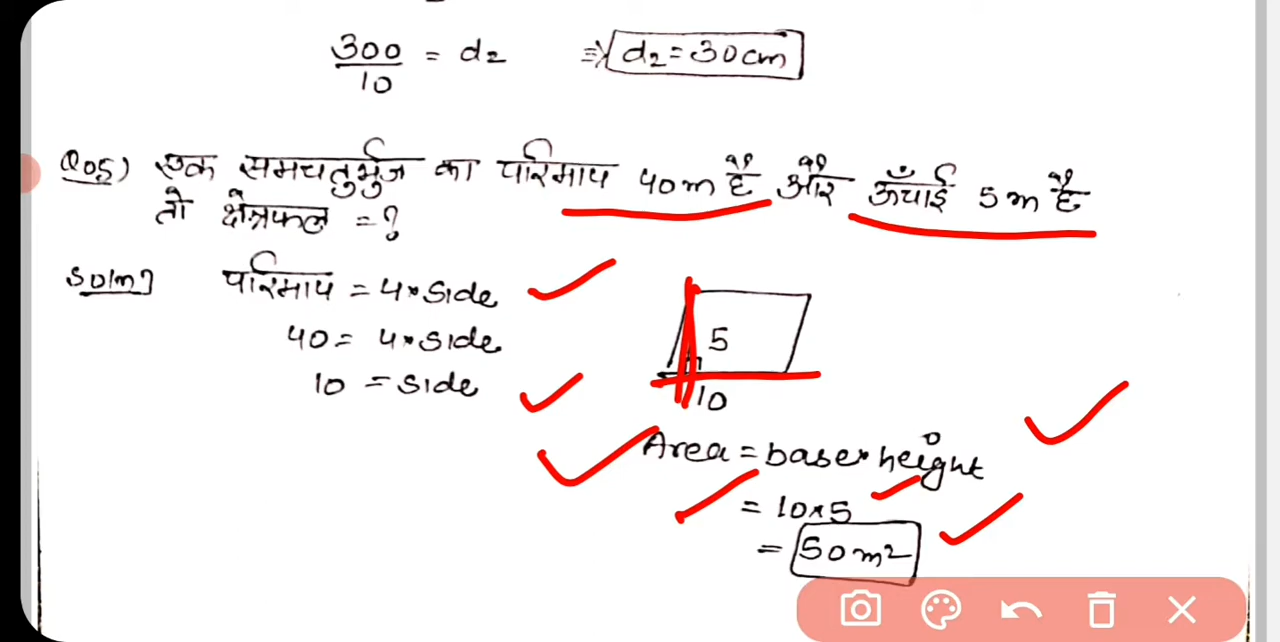 300/10 = d₂ ⇒ d₂ = 30cm
Q05) एक समचतुर्भुज का परिमाप 40m है और ऊँचाई 5m है
तो क्षेत्रफल = ?
Soln परिमाप = 4×side
40 = 4×side
10 = side
5
10
Area = base×height
= 10×5
= 50m²